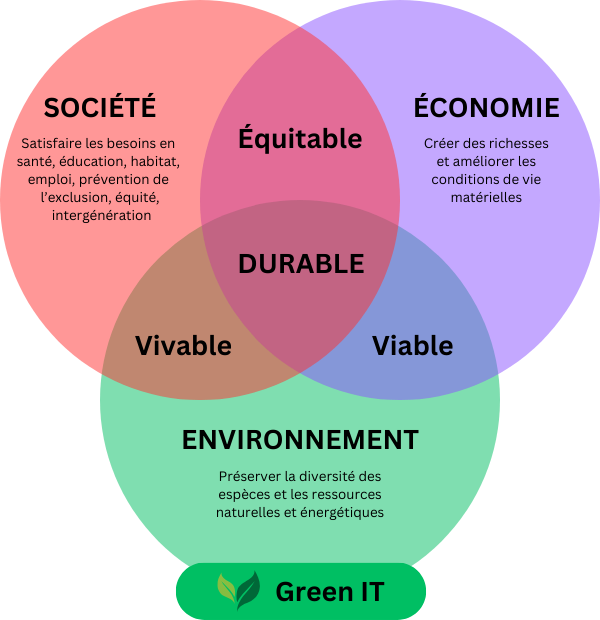 SOCIÉTÉ
Satisfaire les besoins en
santé, éducation, habitat,
emploi, prévention de
l’exclusion, équité,
intergénération
Équitable
ÉCONOMIE
Créer des richesses
et améliorer les
conditions de vie
matérielles
DURABLE
Vivable
Viable
ENVIRONNEMENT
Préserver la diversité des
espèces et les ressources
naturelles et énergétiques
Green IT